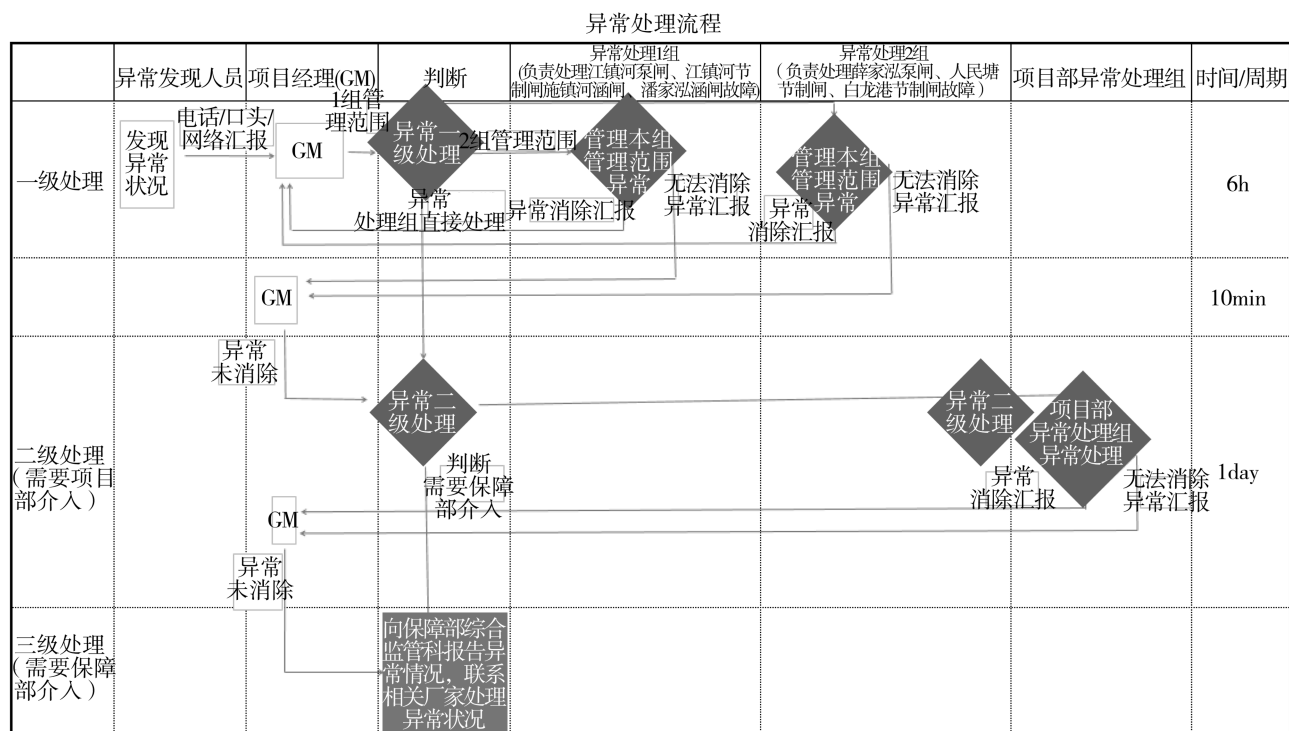 异常处理流程
异常发现人员
项目经理(GM)
判断
异常处理1组
(负责处理江镇河泵闸、江镇河节
制闸施镇河涵闸、潘家泓涵闸故障)
异常处理2组
（负责处理薛家泓泵闸、人民塘
节制闸、白龙港节制闸故障）
项目部异常处理组
时间/周期
一级处理
发现
异常
状况
电话/口头/
网络汇报
GM
1组管
理范围
异常一
级处理
2组管理范围
管理本组
管理范围
异常
管理本组
管理范围
异常
无法消除
异常汇报
无法消除
异常汇报
6h
异常
处理组直接处理
异常消除汇报
异常
消除汇报
GM
10min
异常
未消除
二级处理
（需要项目
部介入）
异常二
级处理
异常二
级处理
项目部
异常处理组
异常处理
1day
判断
需要保障
部介入
异常
消除汇报
无法消除
异常汇报
GM
异常
未消除
三级处理
（需要保障
部介入）
向保障部综合
监管科报告异
常情况，联系
相关厂家处理
异常状况